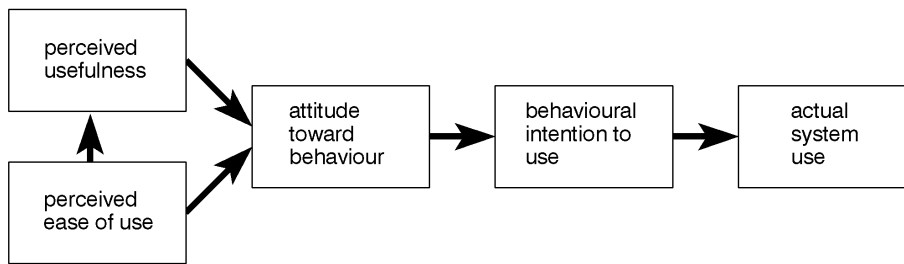 perceived
usefulness
perceived
ease of use
attitude
toward
behaviour
behavioural
intention to
use
actual
system
use